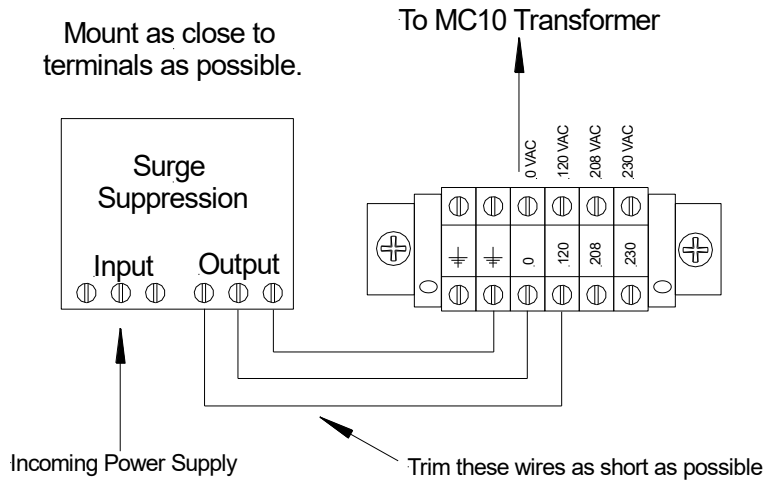 Mount as close to
terminals as possible.
To MC10 Transformer
0 VAC
120 VAC
208 VAC
230 VAC
Surge
Suppression
Input
Output
0
120
208
230
Incoming Power Supply
Trim these wires as short as possible